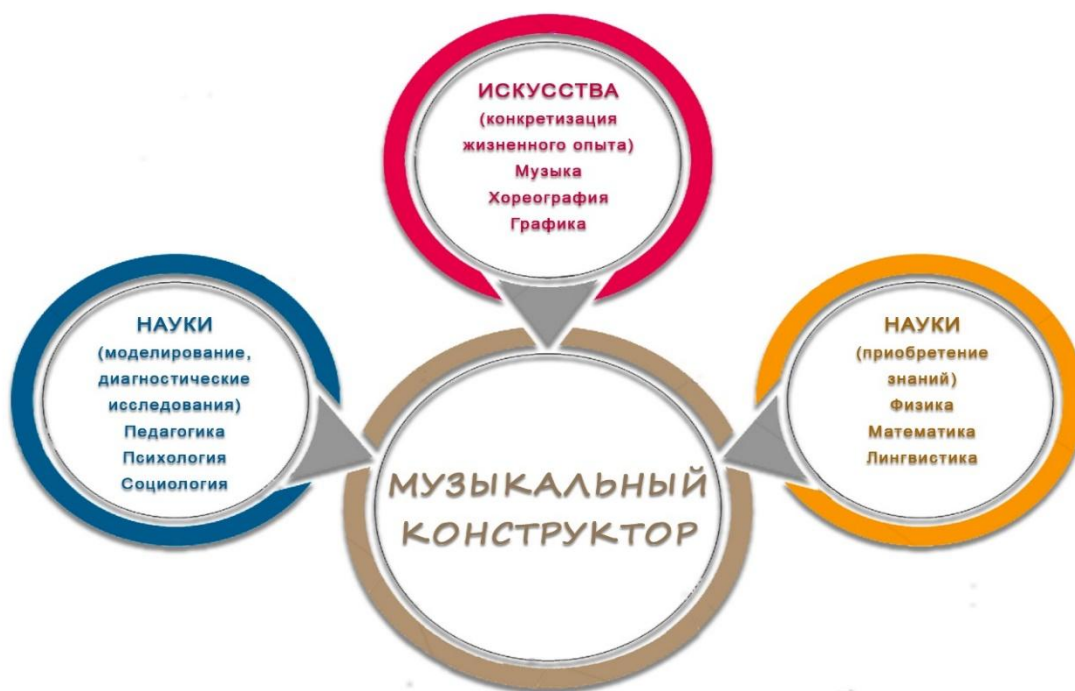 ИСКУССТВА
(конкретизация
жизненного опыта)
Музыка
Хореография
Графика
НАУКИ
(моделирование,
диагностические
исследования)
Педагогика
Психология
Социология
НАУКИ
(приобретение
знаний)
Физика
Математика
Лингвистика
МУЗЫКАЛЬНЫЙ
КОНСТРУКТОР